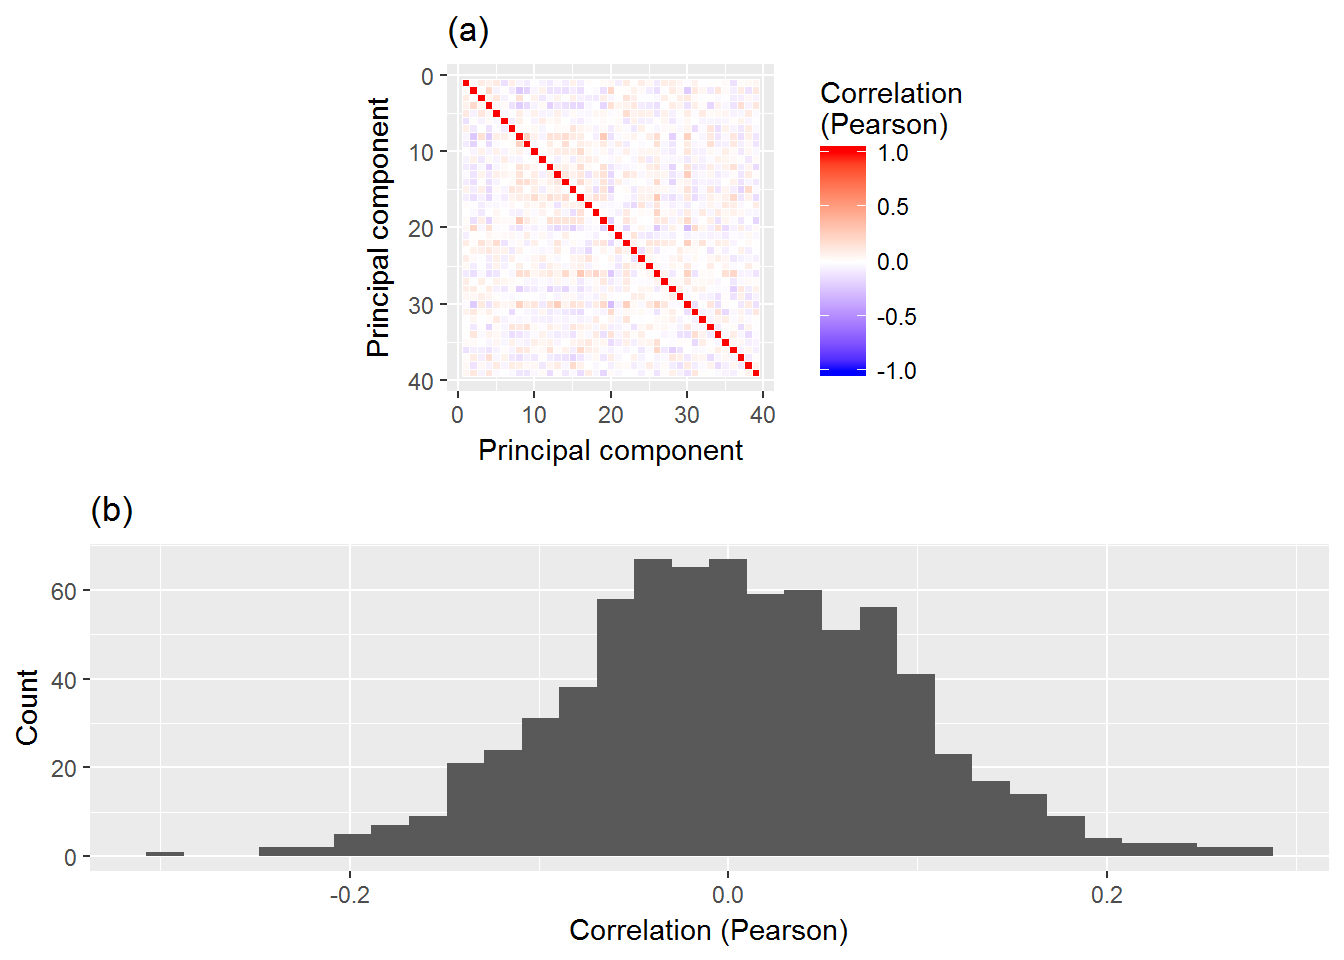 (a)
Principal component
0
10
20
30
40
0 10 20 30 40
Principal component
Correlation
(Pearson)
1.0
0.5
0.0
-0.5
-1.0
(b)
Count
60
40
20
0
-0.2 0.0 0.2
Correlation (Pearson)